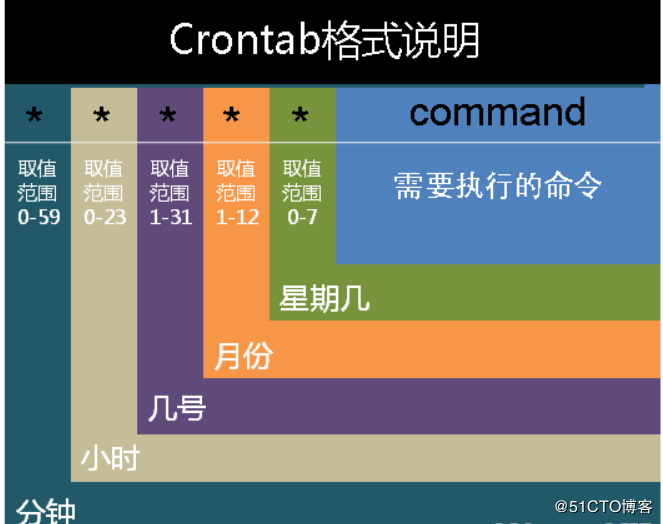 Crontab格式说明
* * * * * command
取值 取值 取值 取值 取值
范围 范围 范围 范围 范围
0-59 0-23 1-31 1-12 0-7
需要执行的命令
星期几
月份
几号
小时
分钟
@51CTO博客